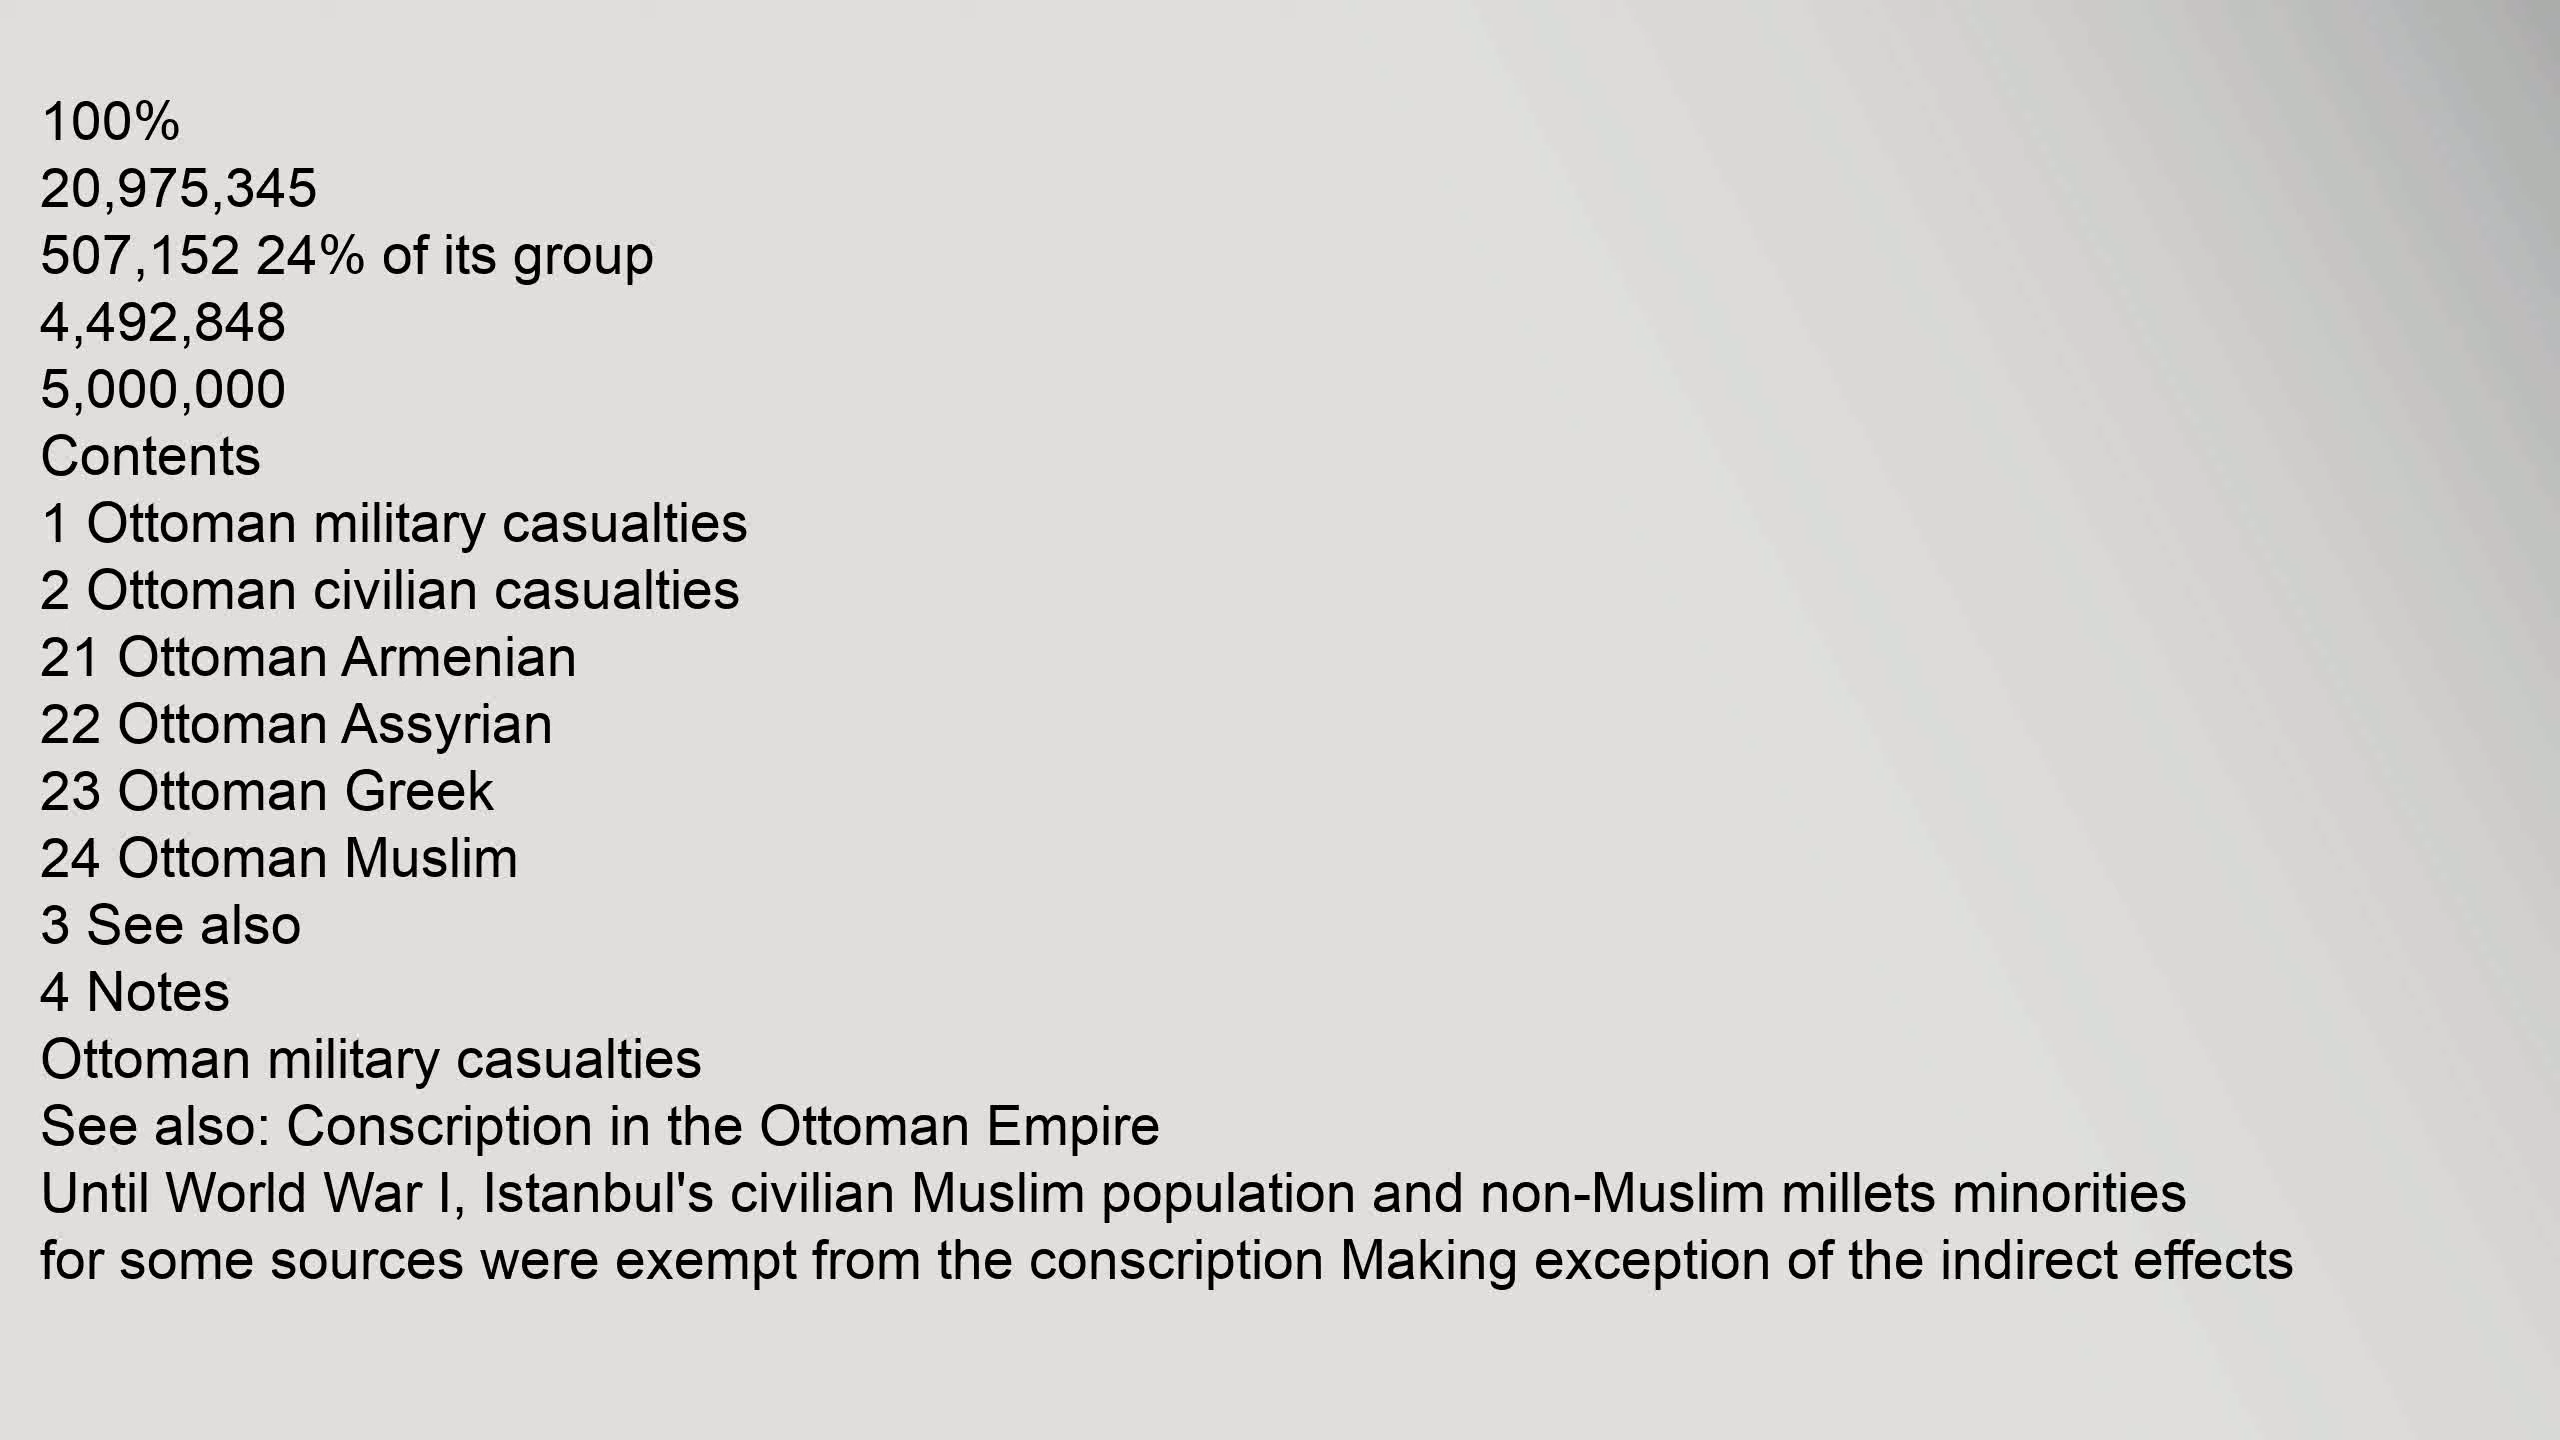 100%
20,975,345
507,152 24% of its group
4,492,848
5,000,000
Contents
1 Ottoman military casualties
2 Ottoman civilian casualties
21 Ottoman Armenian
22 Ottoman Assyrian
23 Ottoman Greek
24 Ottoman Muslim
3 See also
4 Notes
Ottoman military casualties
See also: Conscription in the Ottoman Empire
Until World War I, Istanbul's civilian Muslim population and non-Muslim millets minorities
for some sources were exempt from the conscription Making exception of the indirect effects